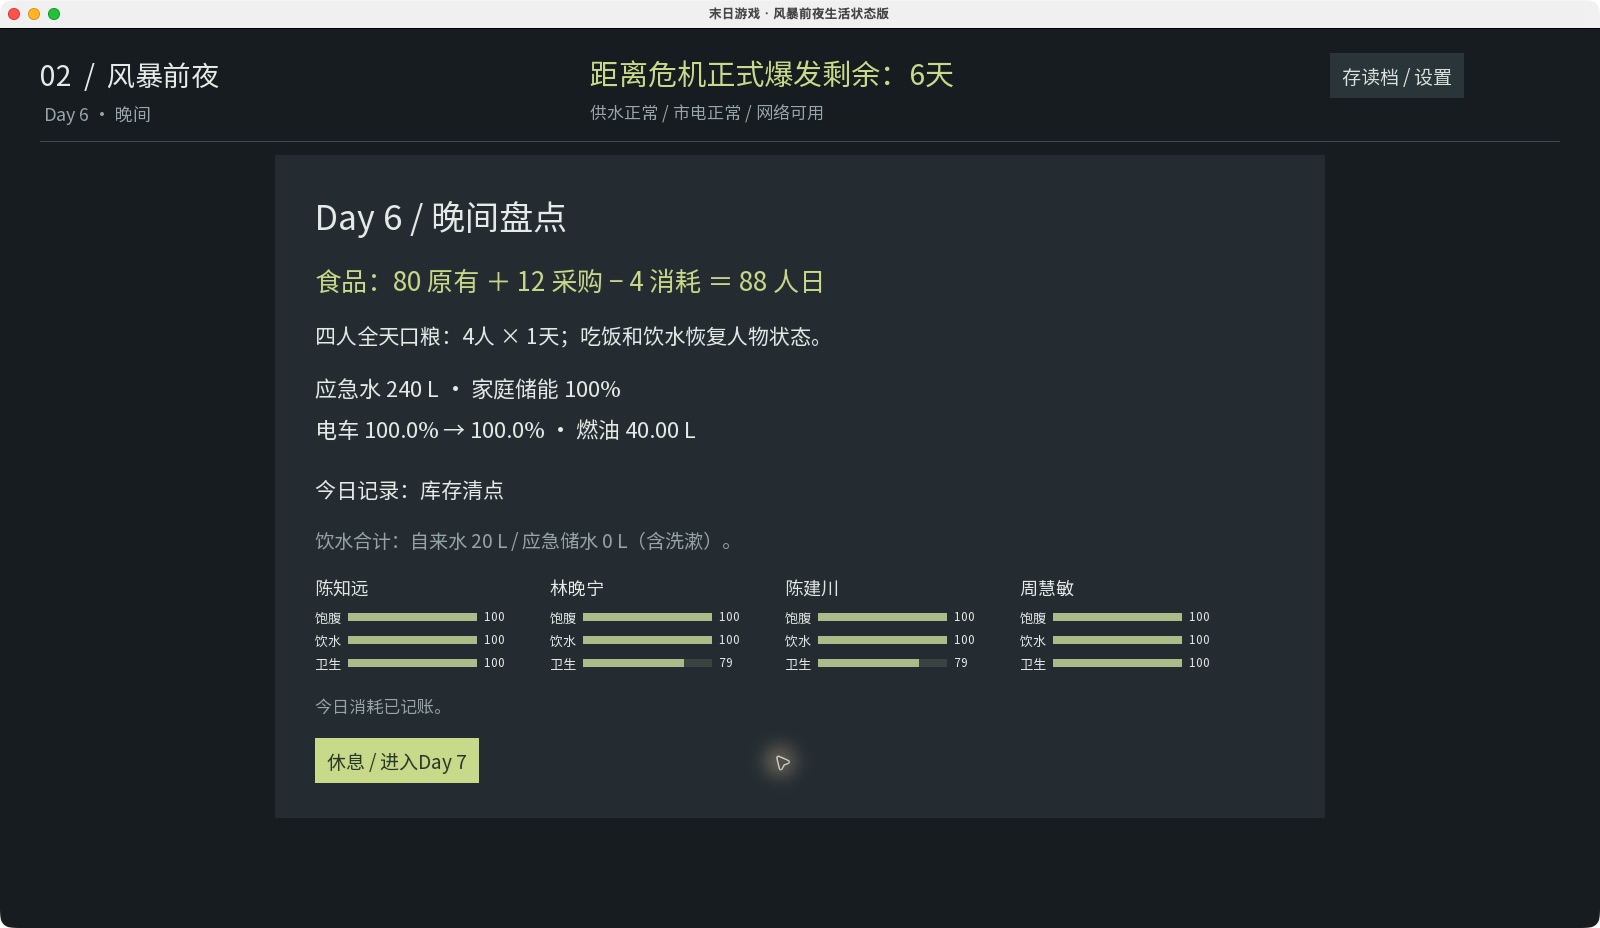 末日游戏 · 风暴前夜生活状态版
02 / 风暴前夜
Day 6 · 晚间
距离危机正式爆发剩余：6天
供水正常 / 市电正常 / 网络可用
存读档 / 设置
Day 6 / 晚间盘点
食品：80 原有 ＋ 12 采购 − 4 消耗 ＝ 88 人日
四人全天口粮：4人 × 1天；吃饭和饮水恢复人物状态。
应急水 240 L · 家庭储能 100%
电车 100.0% → 100.0% · 燃油 40.00 L
今日记录：库存清点
饮水合计：自来水 20 L / 应急储水 0 L（含洗漱）。
陈知远 林晚宁 陈建川 周慧敏
饱腹 100 饱腹 100 饱腹 100 饱腹 100
饮水 100 饮水 100 饮水 100 饮水 100
卫生 100 卫生 79 卫生 79 卫生 100
今日消耗已记账。
休息 / 进入Day 7